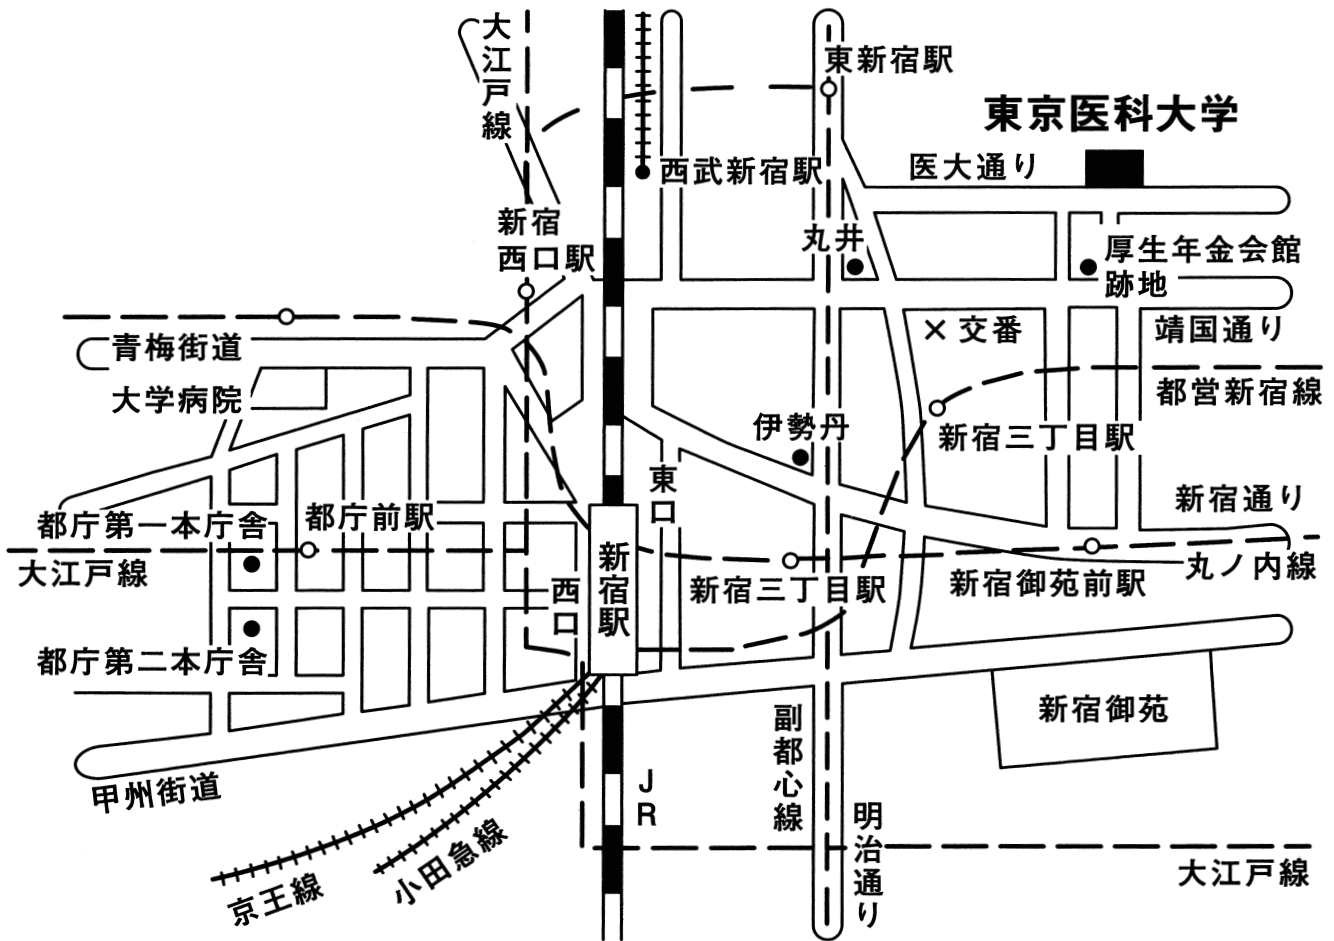 大江戸線
東新宿駅
東京医科大学
医大通り
西武新宿駅
新宿
西口駅
丸井
厚生年金会館
跡地
青梅街道
交番
靖国通り
大学病院
都営新宿線
伊勢丹
新宿三丁目駅
東口
新宿通り
都庁第一本庁舎
都庁前駅
大江戸線
新宿駅
西口
新宿三丁目駅
新宿御苑前駅
丸ノ内線
都庁第二本庁舎
新宿御苑
副都心線
甲州街道
JR
明治通り
小田急線
京王線
大江戸線